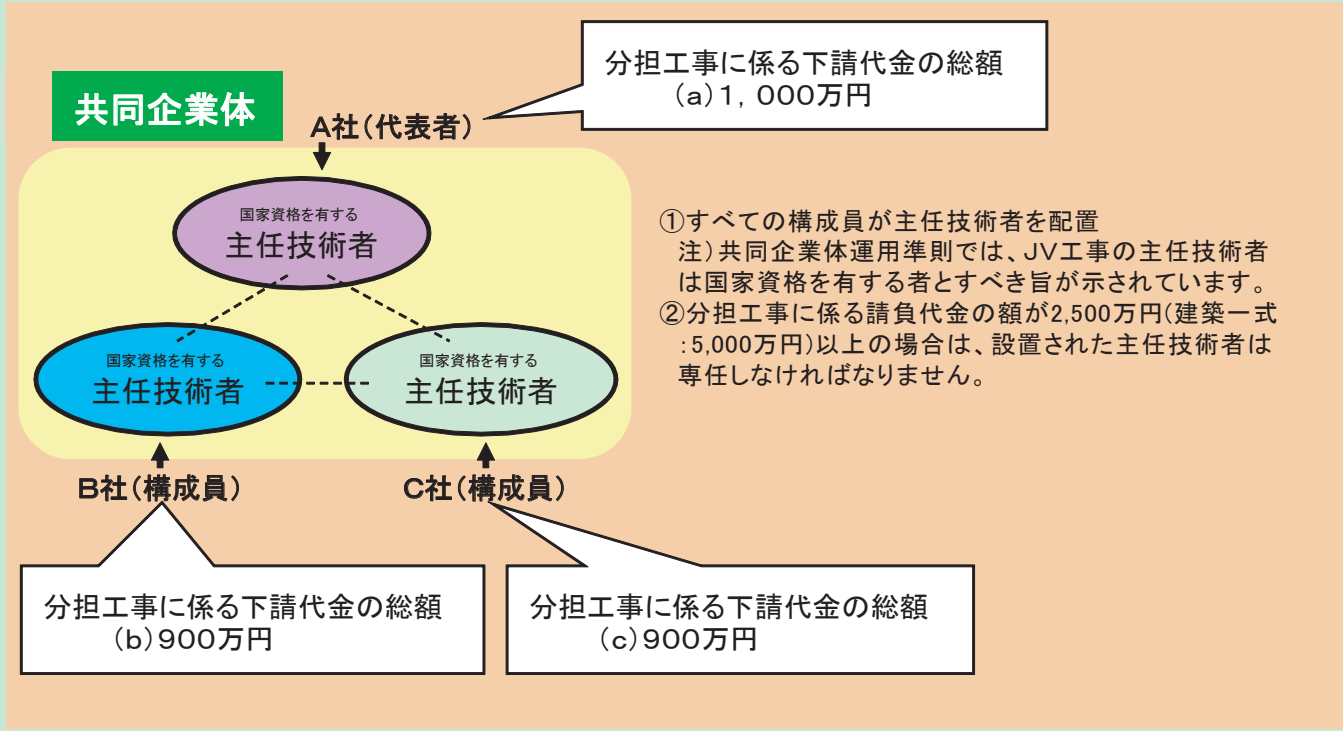 分担工事に係る下請代金の総額
(a)1，000万円
共同企業体
A社(代表者)
国家資格を有する
主任技術者
①すべての構成員が主任技術者を配置
注)共同企業体運用準則では、JV工事の主任技術者
は国家資格を有する者とすべき旨が示されています。
②分担工事に係る請負代金の額が2,500万円(建築一式
:5,000万円)以上の場合は、設置された主任技術者は
専任しなければなりません。
国家資格を有する
主任技術者
国家資格を有する
主任技術者
B社(構成員)
C社(構成員)
分担工事に係る下請代金の総額
(b)900万円
分担工事に係る下請代金の総額
(c)900万円